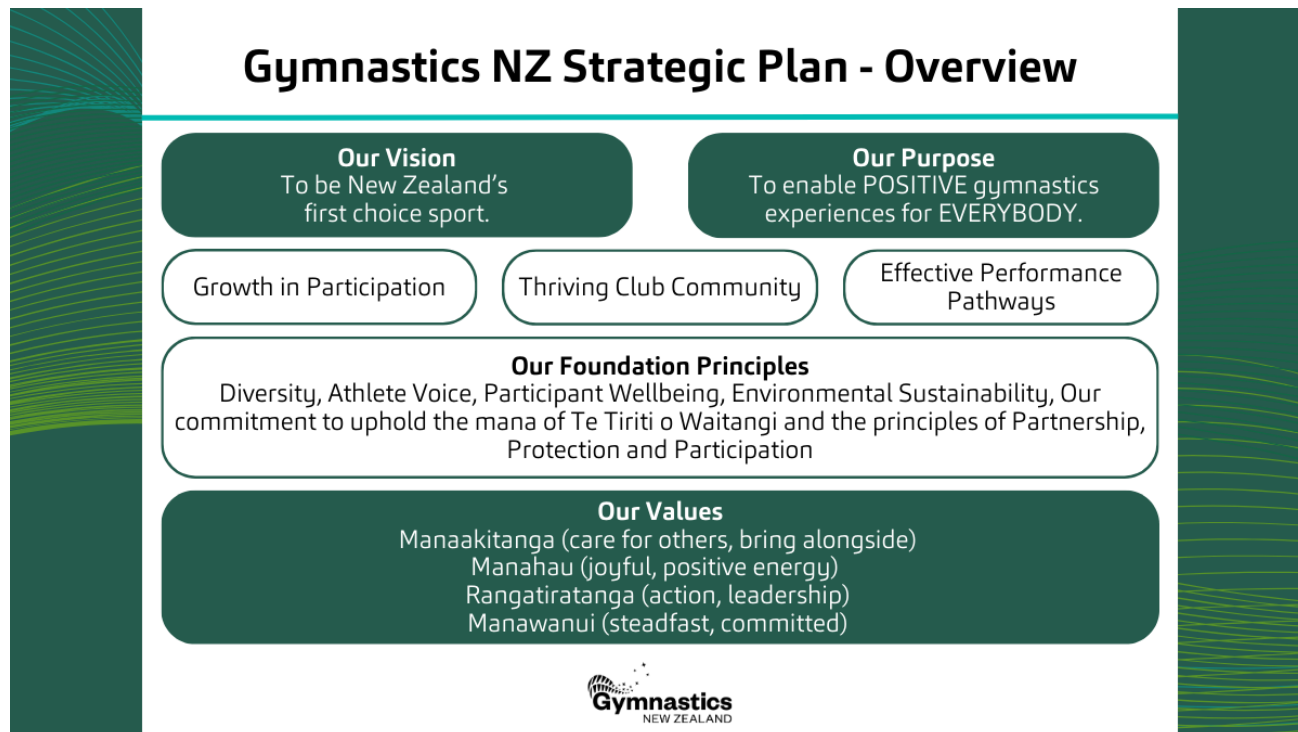 Gymnastics NZ Strategic Plan - Overview
Our Vision
To be New Zealand’s
first choice sport.
Our Purpose
To enable POSITIVE gymnastics
experiences for EVERYBODY.
Growth in Participation
Thriving Club Community
Effective Performance
Pathways
Our Foundation Principles
Diversity, Athlete Voice, Participant Wellbeing, Environmental Sustainability, Our
commitment to uphold the mana of Te Tiriti o Waitangi and the principles of Partnership,
Protection and Participation
Our Values
Manaakitanga (care for others, bring alongside)
Manahau (joyful, positive energy)
Rangatiratanga (action, leadership)
Manawanui (steadfast, committed)
Gymnastics
NEW ZEALAND